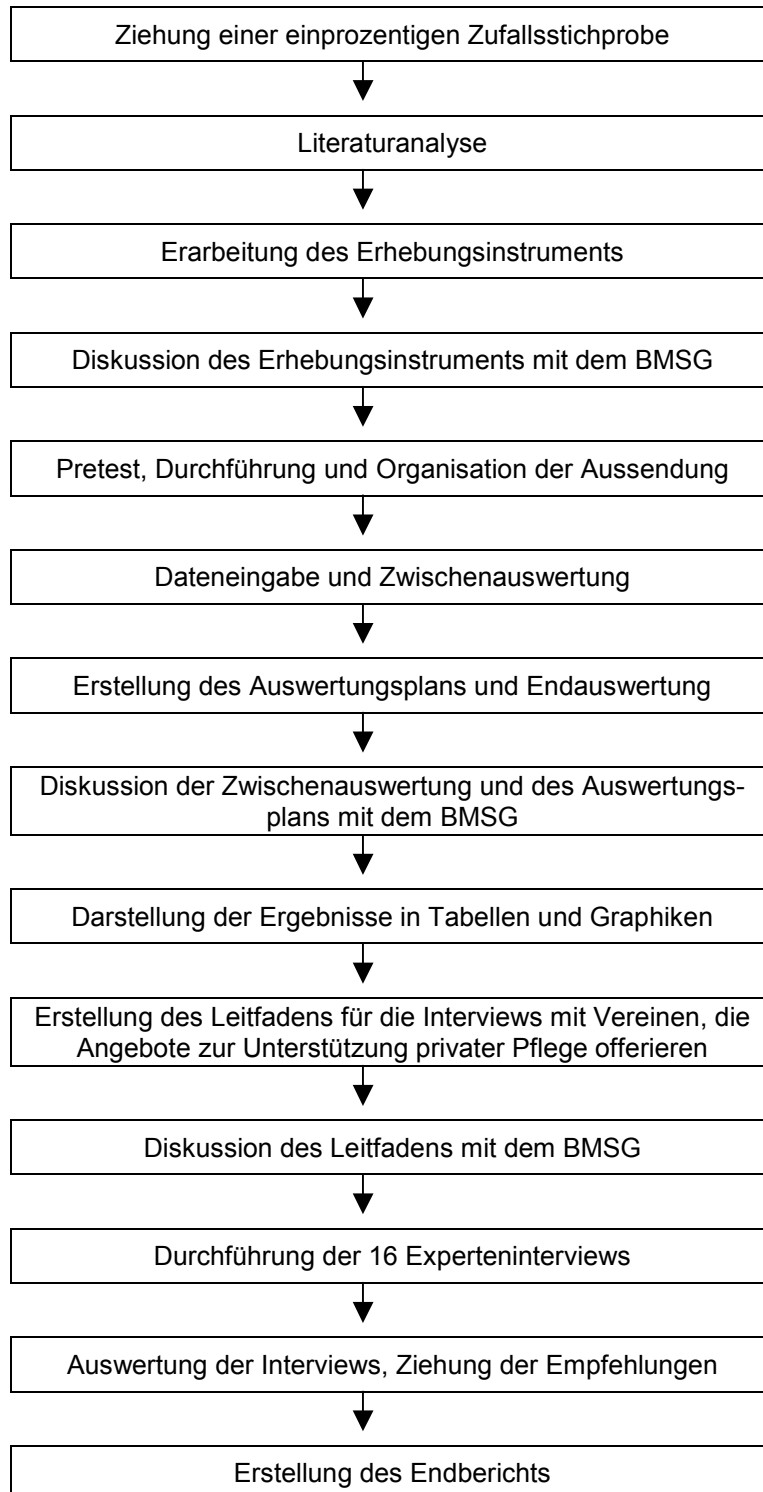 Ziehung einer einprozentigen Zufallsstichprobe
Literaturanalyse
Erarbeitung des Erhebungsinstruments
Diskussion des Erhebungsinstruments mit dem BMSG
Pretest, Durchführung und Organisation der Aussendung
Dateneingabe und Zwischenauswertung
Erstellung des Auswertungsplans und Endauswertung
Diskussion der Zwischenauswertung und des Auswertungs-
plans mit dem BMSG
Darstellung der Ergebnisse in Tabellen und Graphiken
Erstellung des Leitfadens für die Interviews mit Vereinen, die
Angebote zur Unterstützung privater Pflege offerieren
Diskussion des Leitfadens mit dem BMSG
Durchführung der 16 Experteninterviews
Auswertung der Interviews, Ziehung der Empfehlungen
Erstellung des Endberichts